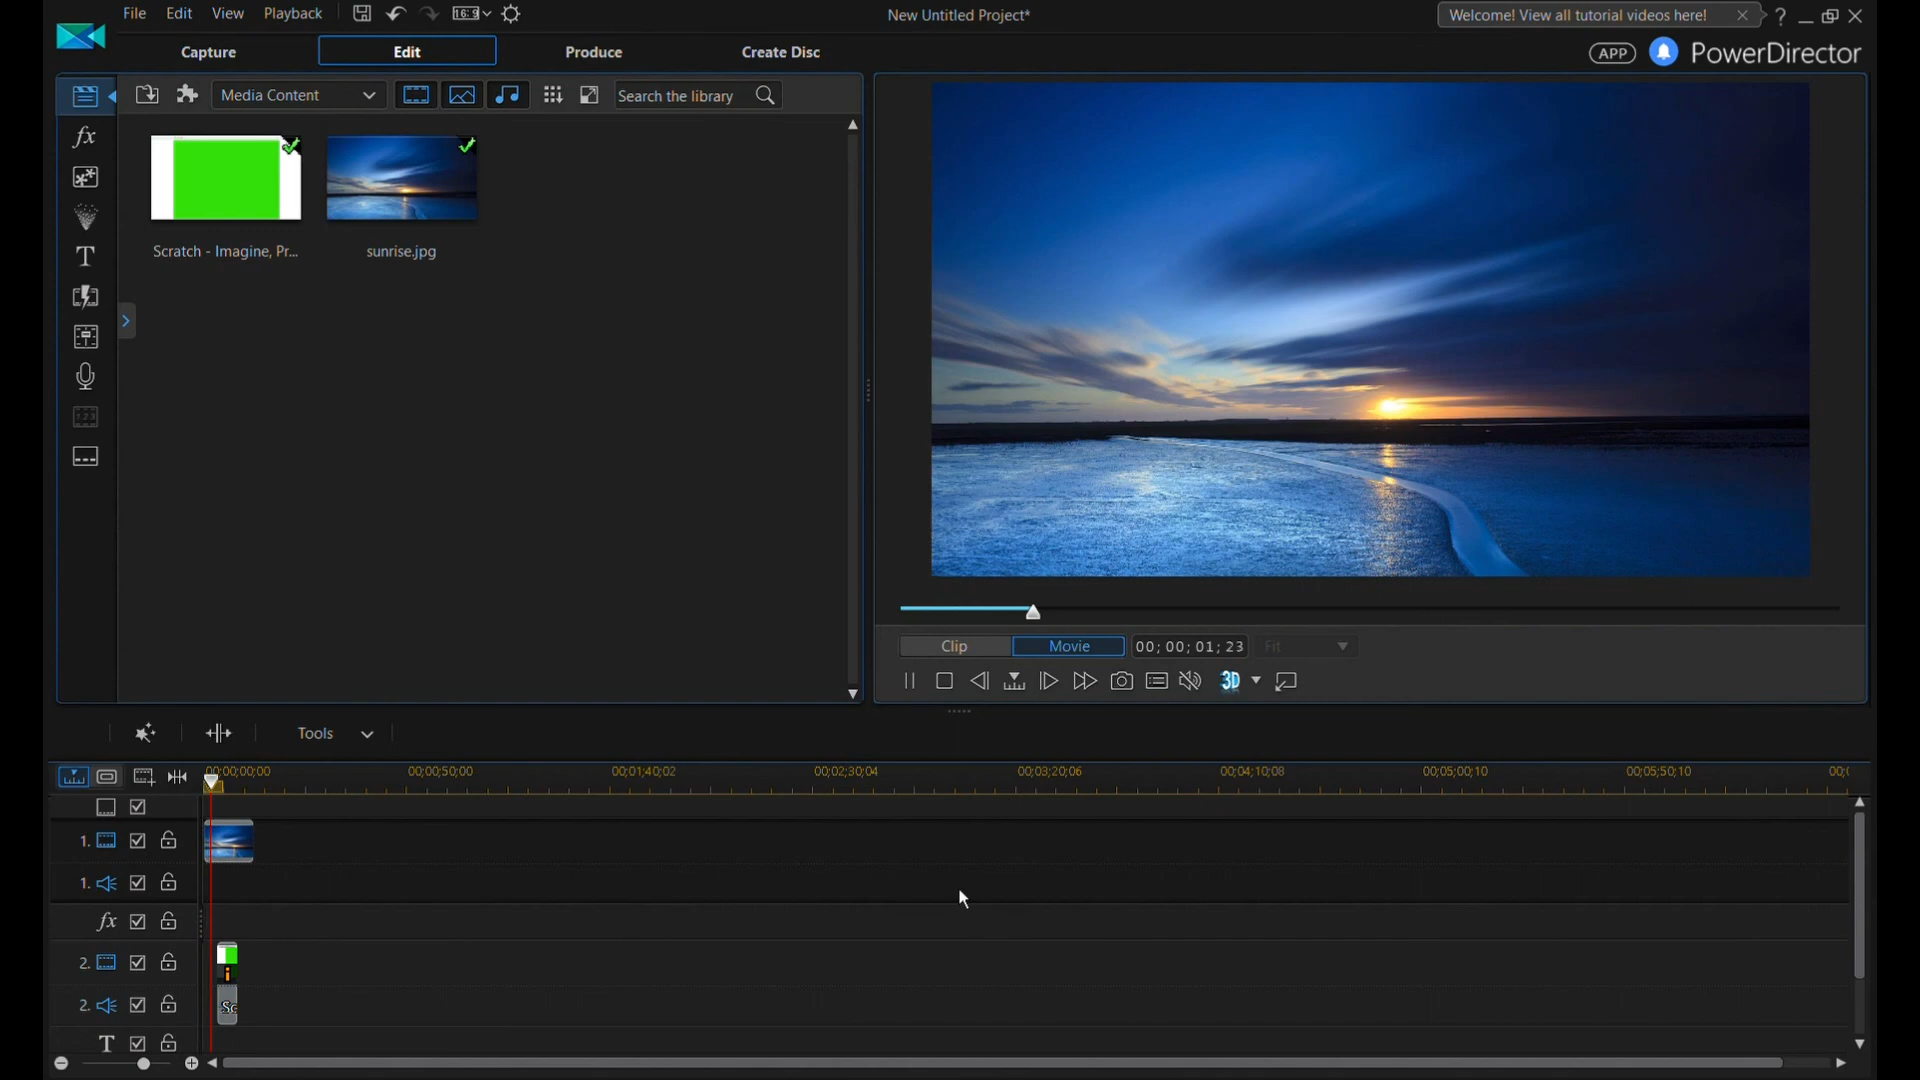 File Edit View Playback
16:9
New Untitled Project*
Welcome! View all tutorial videos here!
?
Capture Edit Produce Create Disc
APP PowerDirector
Media Content
Search the library
fx
T
Scratch - Imagine, Pr...
sunrise.jpg
Clip Movie 00; 00; 01; 23 Fit
3D
Tools
00;00;00;00 00;00;50;00 00;01;40;02 00;02;30;04 00;03;20;06 00;04;10;08 00;05;00;10 00;05;50;10
1.
1.
fx
2.
i
2. Sc
T